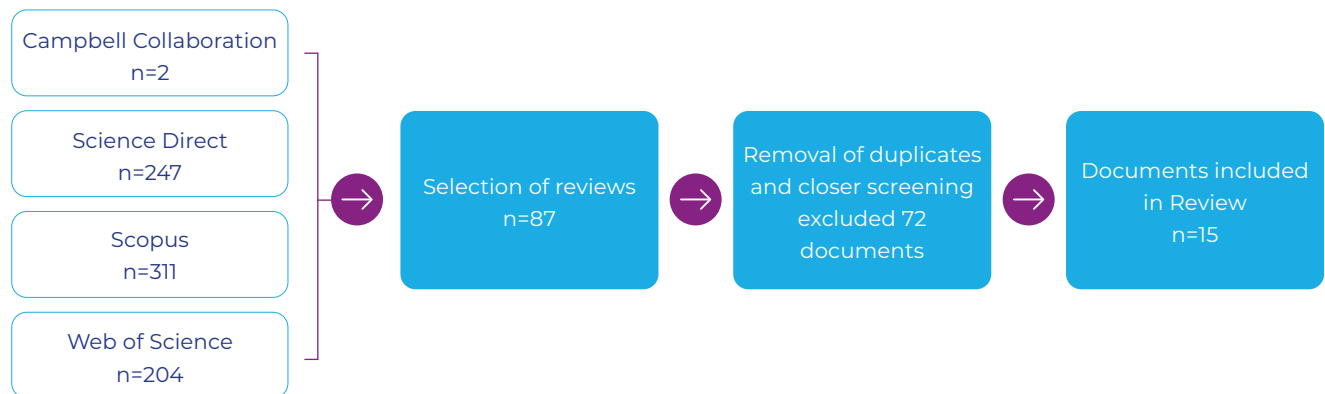 Campbell Collaboration
n=2
Science Direct
n=247
Scopus
n=311
Web of Science
n=204
Selection of reviews
n=87
Removal of duplicates
and closer screening
excluded 72
documents
Documents included
in Review
n=15